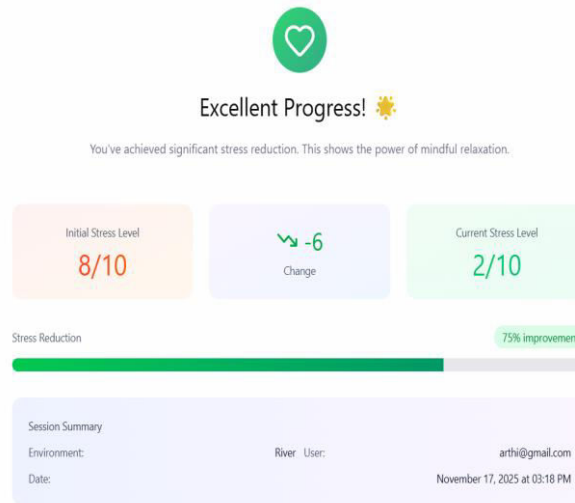 Excellent Progress! 🌟
You've achieved significant stress reduction. This shows the power of mindful relaxation.
Initial Stress Level
8/10
-6
Change
Current Stress Level
2/10
Stress Reduction 75% improvemen
Session Summary
Environment: River User: arthi@gmail.com
Date: November 17, 2025 at 03:18 PM